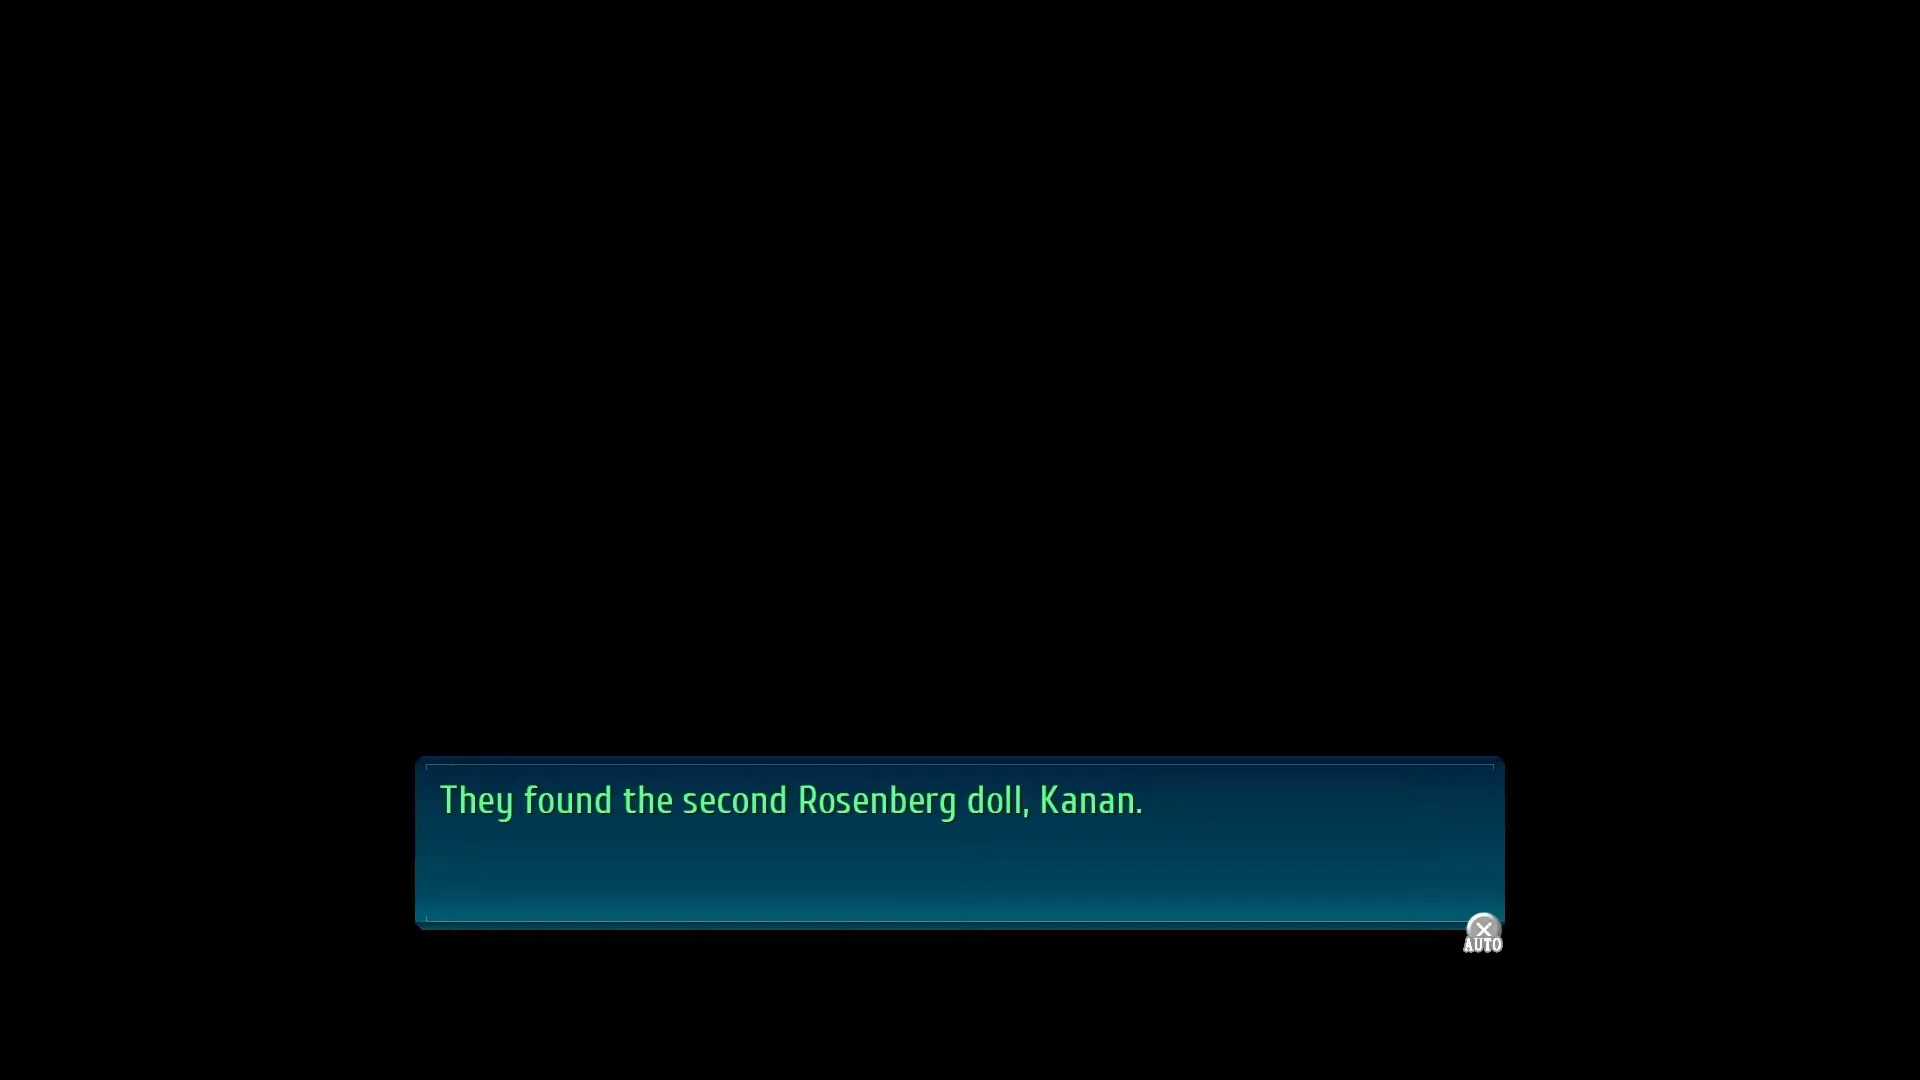 They found the second Rosenberg doll, Kanan.
AUTO